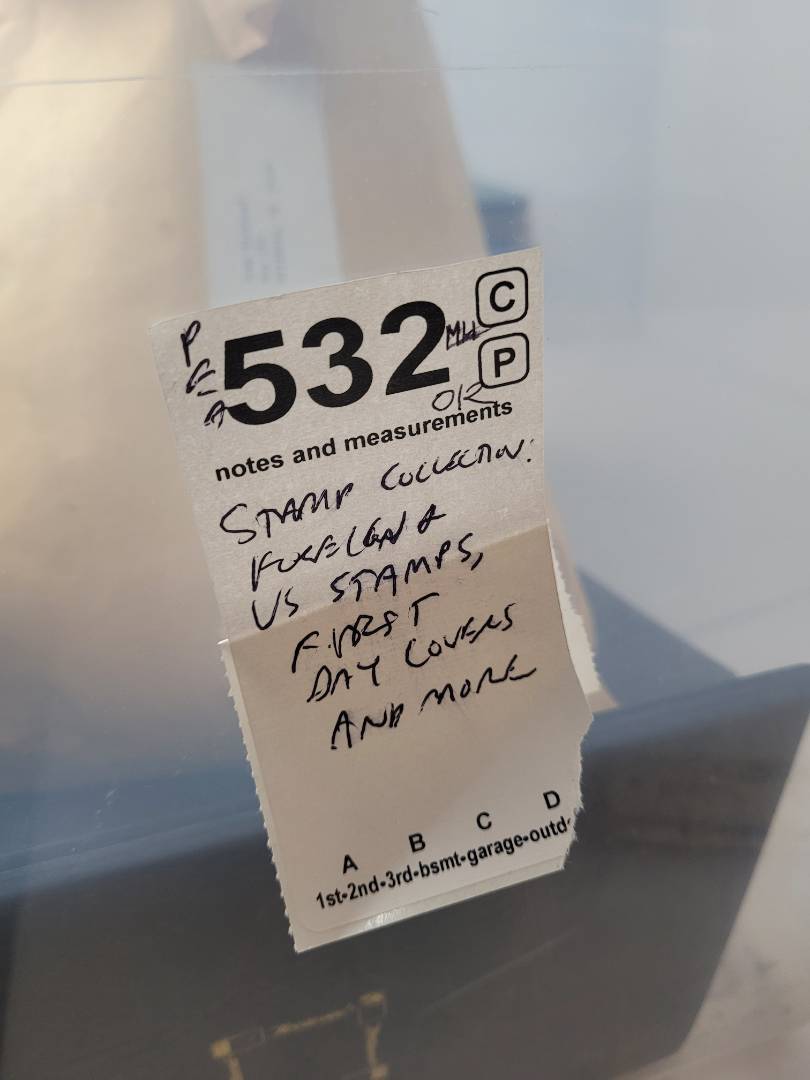 P
E
A
532
MW
C
P
OK
notes and measurements
STAMP COLLECTION:
FOREIGN &
US STAMPS,
FIRST
DAY COVERS
AND MORE
A B C D
1st•2nd•3rd•bsmt•garage•outd